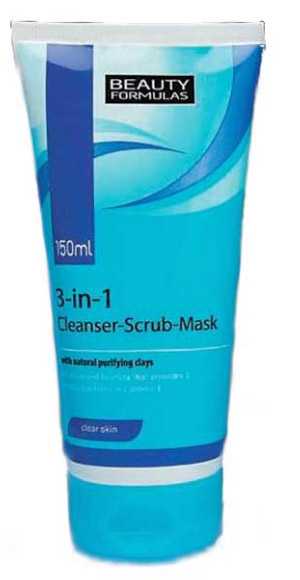 BEAUTY
FORMULAS
150ml
3-in-1
Cleanser-Scrub-Mask
with natural purifying clays
clear skin